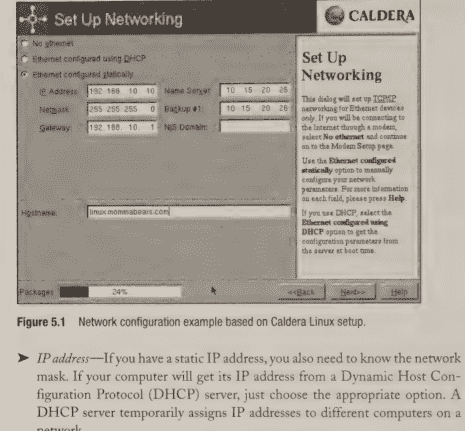 Set Up Networking
CALDERA
No ethernet
Ethernet configured using DHCP
Ethernet configured statically
IP Address 192 168 10 10 Name Server 10 15 20 26
Netmask 255 255 255 0 Backup #1: 10 15 20 26
Gateway: 192 168 10 1 NIS Domain:
Hostname: linux.mommabears.com
Packages 24%
<<Back Next>> Help
Set Up
Networking
This dialog will set up TCP/IP
networking for Ethernet devices
only. If you will be connecting to
the Internet through a modem,
select No ethernet and continue
on to the Modem Setup page.
Use the Ethernet configured
statically option to manually
configure your network
parameters. For more information
on each field, please press Help.
If you use DHCP, select the
Ethernet configured using
DHCP option to get the
configuration parameters from
the server at boot time.
Figure 5.1 Network configuration example based on Caldera Linux setup.
➤ IP address—If you have a static IP address, you also need to know the network
mask. If your computer will get its IP address from a Dynamic Host Con-
figuration Protocol (DHCP) server, just choose the appropriate option. A
DHCP server temporarily assigns IP addresses to different computers on a
network.